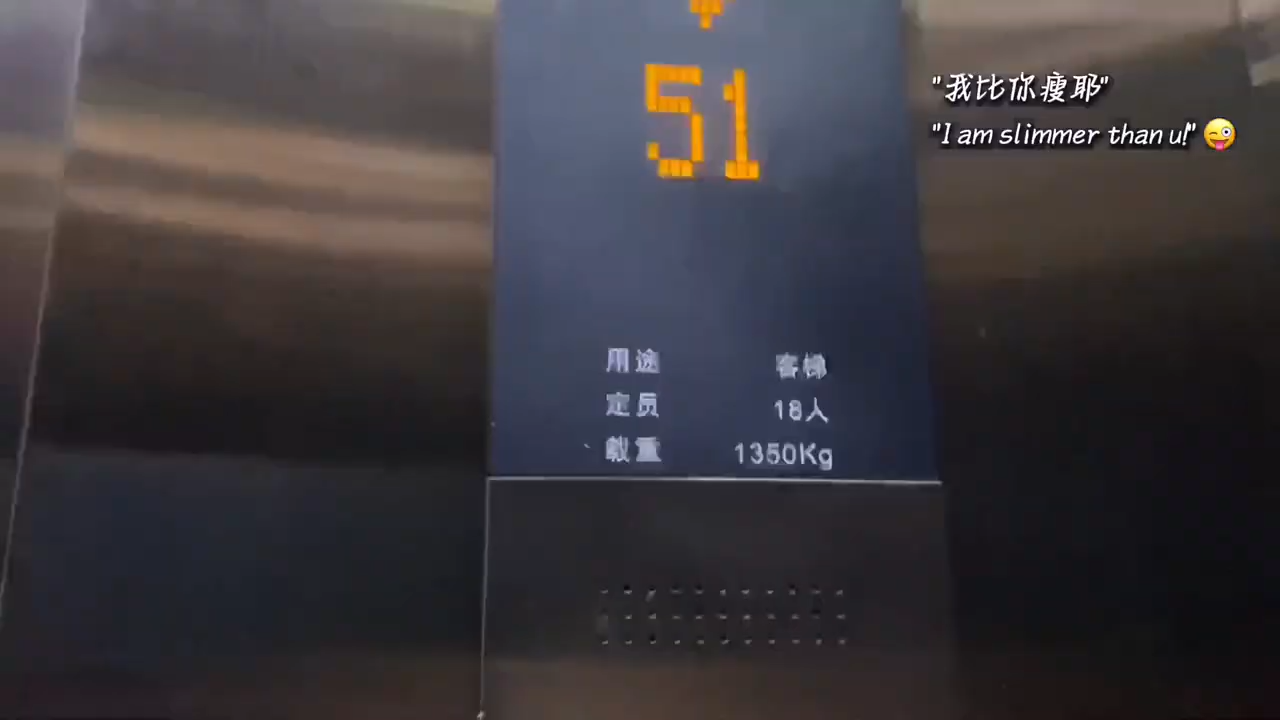 51
"我比你瘦耶"
"I am slimmer than u!" 😜
用途 客梯
定员 18人
载重 1350Kg